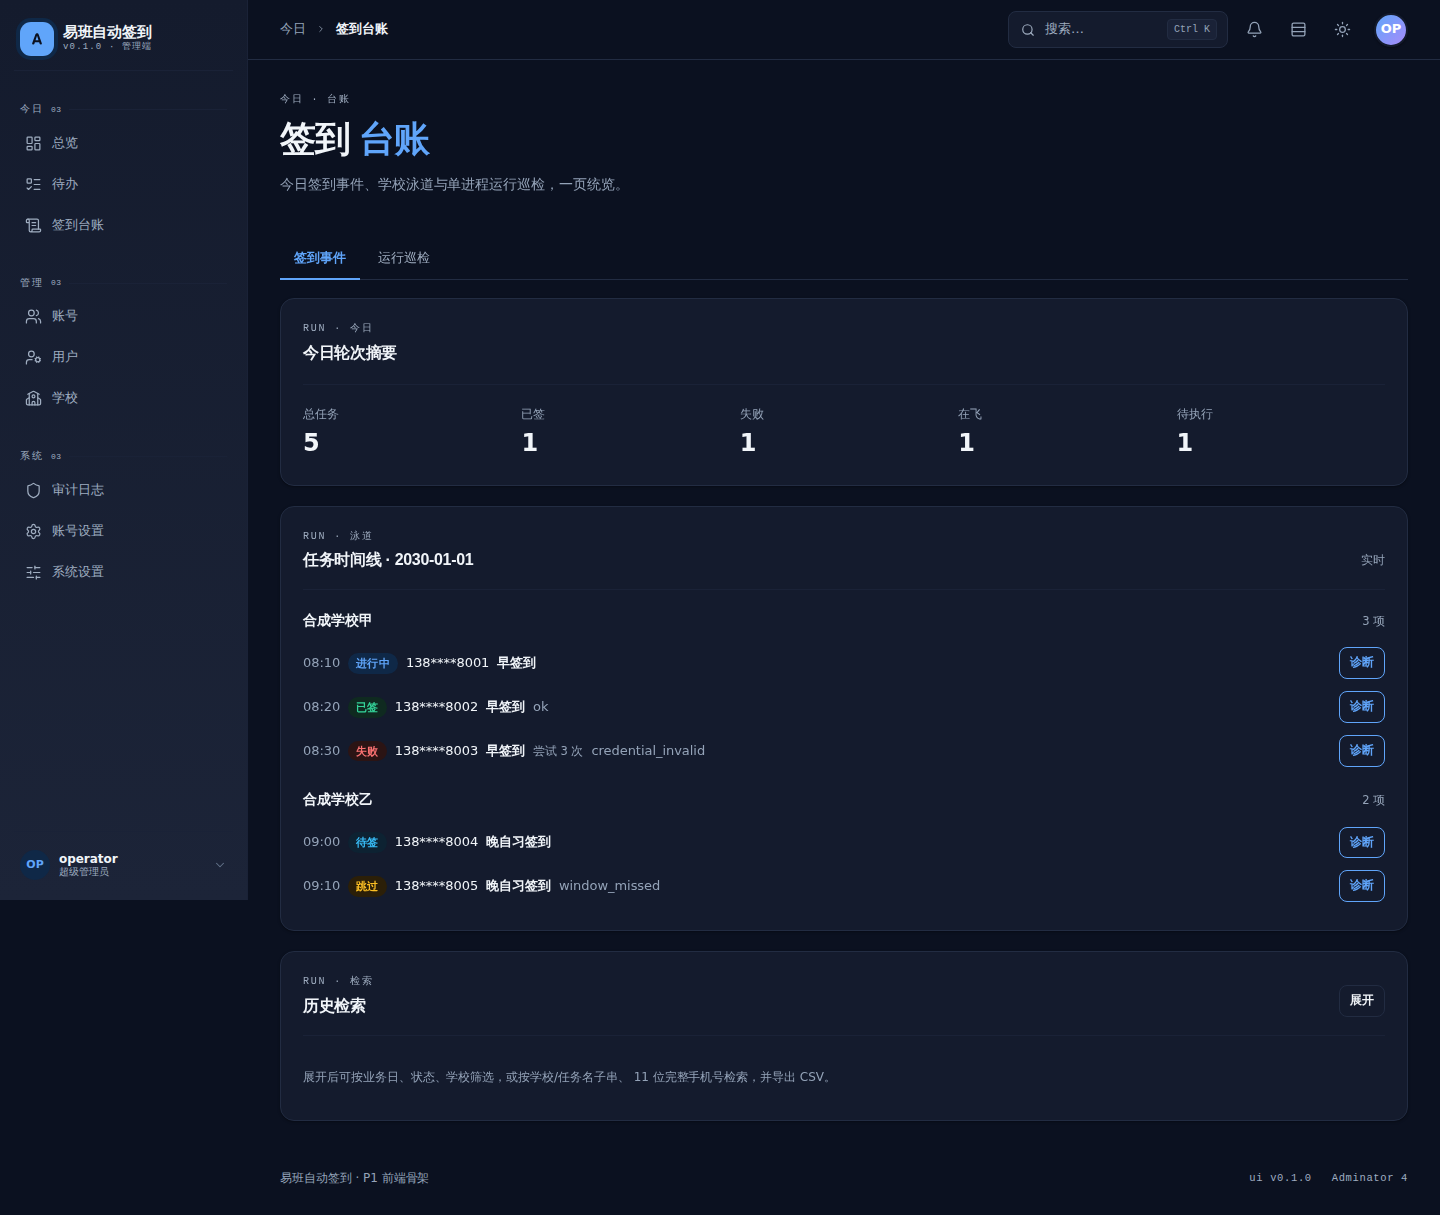 A 易班自动签到
v0.1.0 · 管理端
今日 03
总览
待办
签到台账
管理 03
账号
用户
学校
系统 03
审计日志
账号设置
系统设置
OP operator
超级管理员
今日 › 签到台账
搜索… Ctrl K OP
今日 · 台账
签到 台账
今日签到事件、学校泳道与单进程运行巡检，一页统览。
签到事件 运行巡检
RUN · 今日
今日轮次摘要
总任务 已签 失败 在飞 待执行
5 1 1 1 1
RUN · 泳道
任务时间线 · 2030-01-01 实时
合成学校甲 3 项
08:10 进行中 138****8001 早签到 诊断
08:20 已签 138****8002 早签到 ok 诊断
08:30 失败 138****8003 早签到 尝试 3 次 credential_invalid 诊断
合成学校乙 2 项
09:00 待签 138****8004 晚自习签到 诊断
09:10 跳过 138****8005 晚自习签到 window_missed 诊断
RUN · 检索
历史检索 展开
展开后可按业务日、状态、学校筛选，或按学校/任务名子串、 11 位完整手机号检索，并导出 CSV。
易班自动签到 · P1 前端骨架 ui v0.1.0 Adminator 4